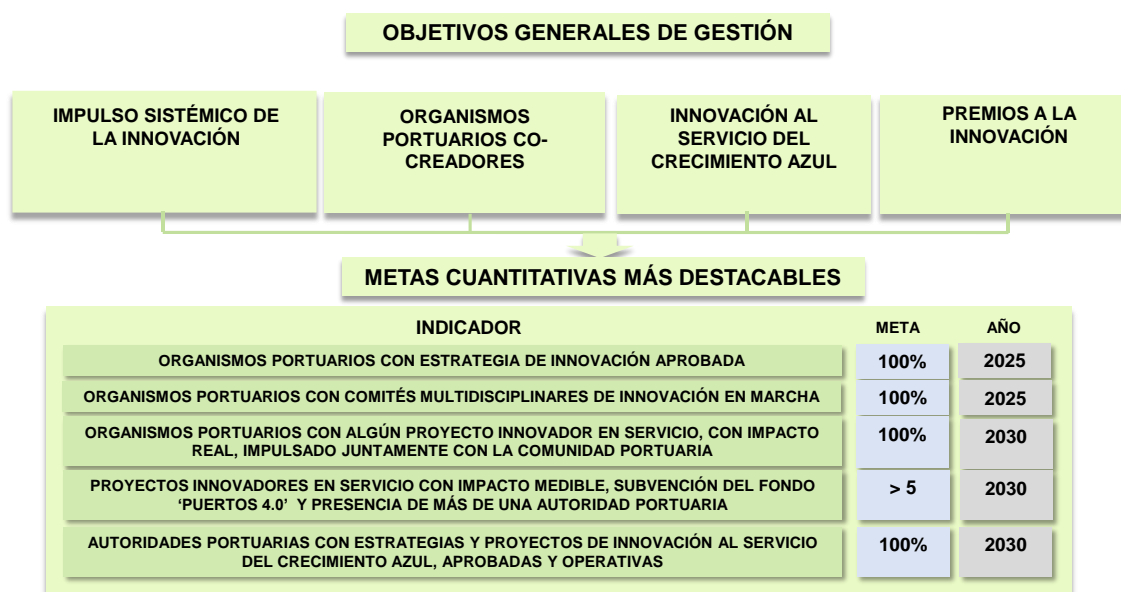 OBJETIVOS GENERALES DE GESTIÓN
IMPULSO SISTÉMICO DE
LA INNOVACIÓN
ORGANISMOS
PORTUARIOS CO-
CREADORES
INNOVACIÓN AL
SERVICIO DEL
CRECIMIENTO AZUL
PREMIOS A LA
INNOVACIÓN
METAS CUANTITATIVAS MÁS DESTACABLES
INDICADOR META AÑO
ORGANISMOS PORTUARIOS CON ESTRATEGIA DE INNOVACIÓN APROBADA 100% 2025
ORGANISMOS PORTUARIOS CON COMITÉS MULTIDISCIPLINARES DE INNOVACIÓN EN MARCHA 100% 2025
ORGANISMOS PORTUARIOS CON ALGÚN PROYECTO INNOVADOR EN SERVICIO, CON IMPACTO
REAL, IMPULSADO JUNTAMENTE CON LA COMUNIDAD PORTUARIA
100% 2030
PROYECTOS INNOVADORES EN SERVICIO CON IMPACTO MEDIBLE, SUBVENCIÓN DEL FONDO
‘PUERTOS 4.0’ Y PRESENCIA DE MÁS DE UNA AUTORIDAD PORTUARIA
> 5 2030
AUTORIDADES PORTUARIAS CON ESTRATEGIAS Y PROYECTOS DE INNOVACIÓN AL SERVICIO
DEL CRECIMIENTO AZUL, APROBADAS Y OPERATIVAS
100% 2030